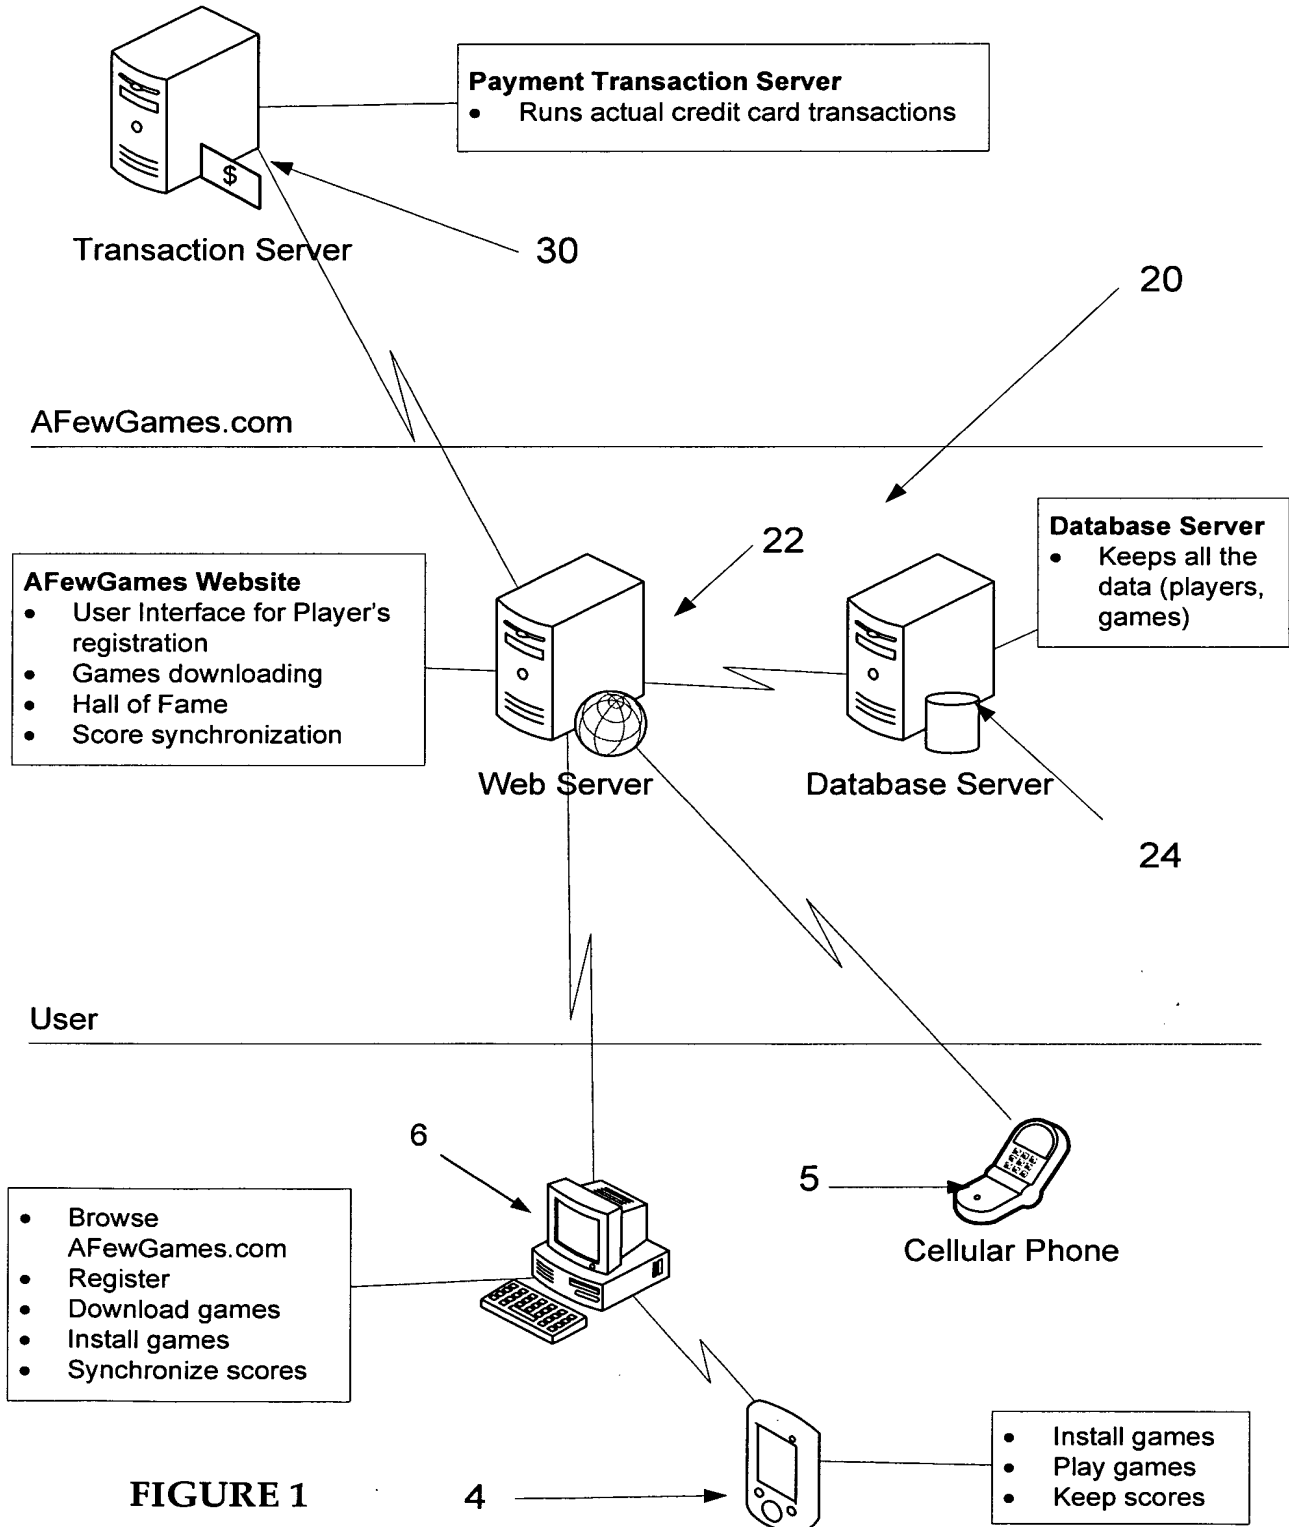 Payment Transaction Server
• Runs actual credit card transactions
$
Transaction Server
30
20
AFewGames.com
22
Database Server
• Keeps all the
data (players,
games)
AFewGames Website
• User Interface for Player's
registration
• Games downloading
• Hall of Fame
• Score synchronization
Web Server
Database Server
24
User
6
5
Cellular Phone
• Browse
AFewGames.com
• Register
• Download games
• Install games
• Synchronize scores
• Install games
• Play games
• Keep scores
FIGURE 1
4